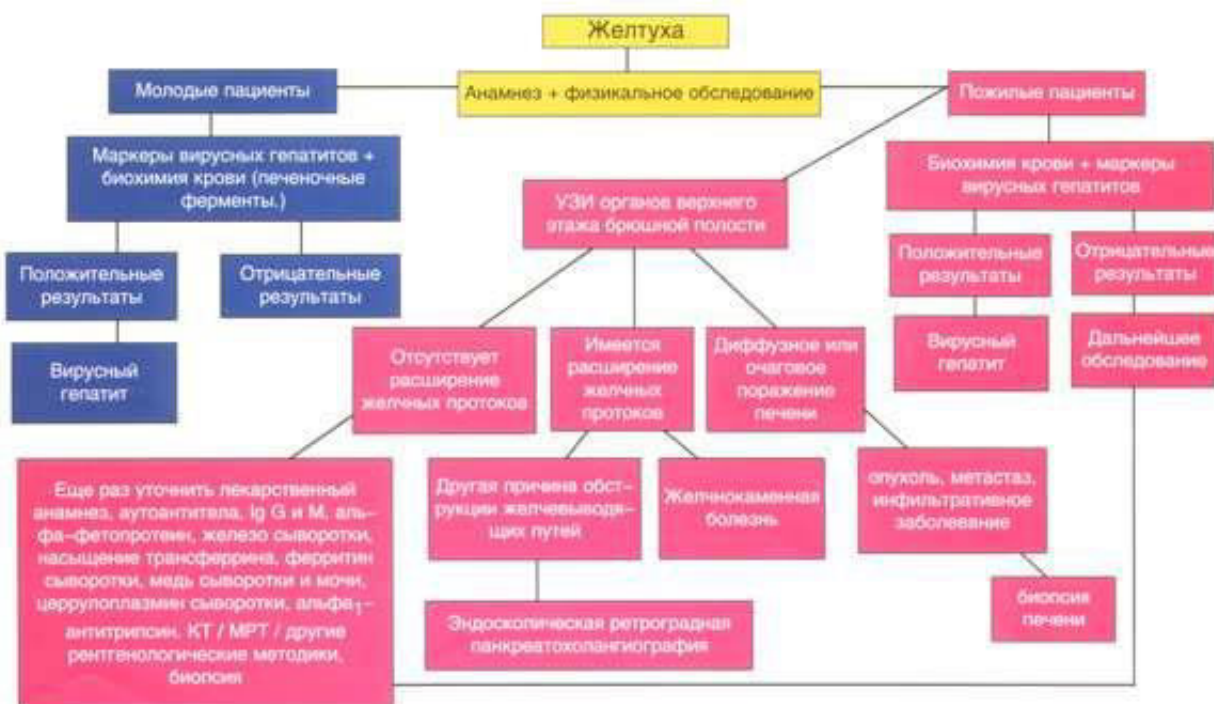 Желтуха
Молодые пациенты
Анамнез + физикальное обследование
Пожилые пациенты
Маркеры вирусных гепатитов +
биохимия крови (печеночные
ферменты.)
Биохимия крови + маркеры
вирусных гепатитов
УЗИ органов верхнего
этажа брюшной полости
Положительные
результаты
Отрицательные
результаты
Положительные
результаты
Отрицательные
результаты
Вирусный
гепатит
Отсутствует
расширение
желчных протоков
Имеется
расширение
желчных
протоков
Диффузное или
очаговое
поражение
печени
Вирусный
гепатит
Дальнейшее
обследование
Еще раз уточнить лекарственный
анамнез, аутоантитела, Ig G и M, аль-
фа-фетопротеин, железо сыворотки,
насыщение трансферрина, ферритин
сыворотки, медь сыворотки и мочи,
церрулоплазмин сыворотки, альфа1-
антитрипсин. КТ / МРТ / другие
рентгенологические методики,
биопсия
Другая причина обст-
рукции желчевыводя-
щих путей
Желчнокаменная
болезнь
опухоль, метастаз,
инфильтративное
заболевание
Эндоскопическая ретроградная
панкреатохолангиография
биопсия
печени